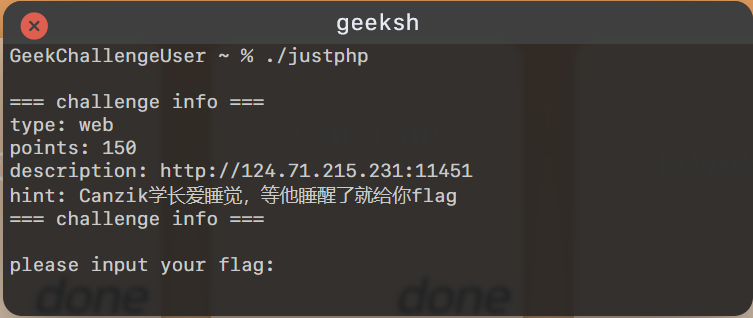 geeksh
GeekChallengeUser ~ % ./justphp
=== challenge info ===
type: web
points: 150
description: http://124.71.215.231:11451
hint: Canzik学长爱睡觉，等他睡醒了就给你flag
=== challenge info ===
please input your flag:
done done